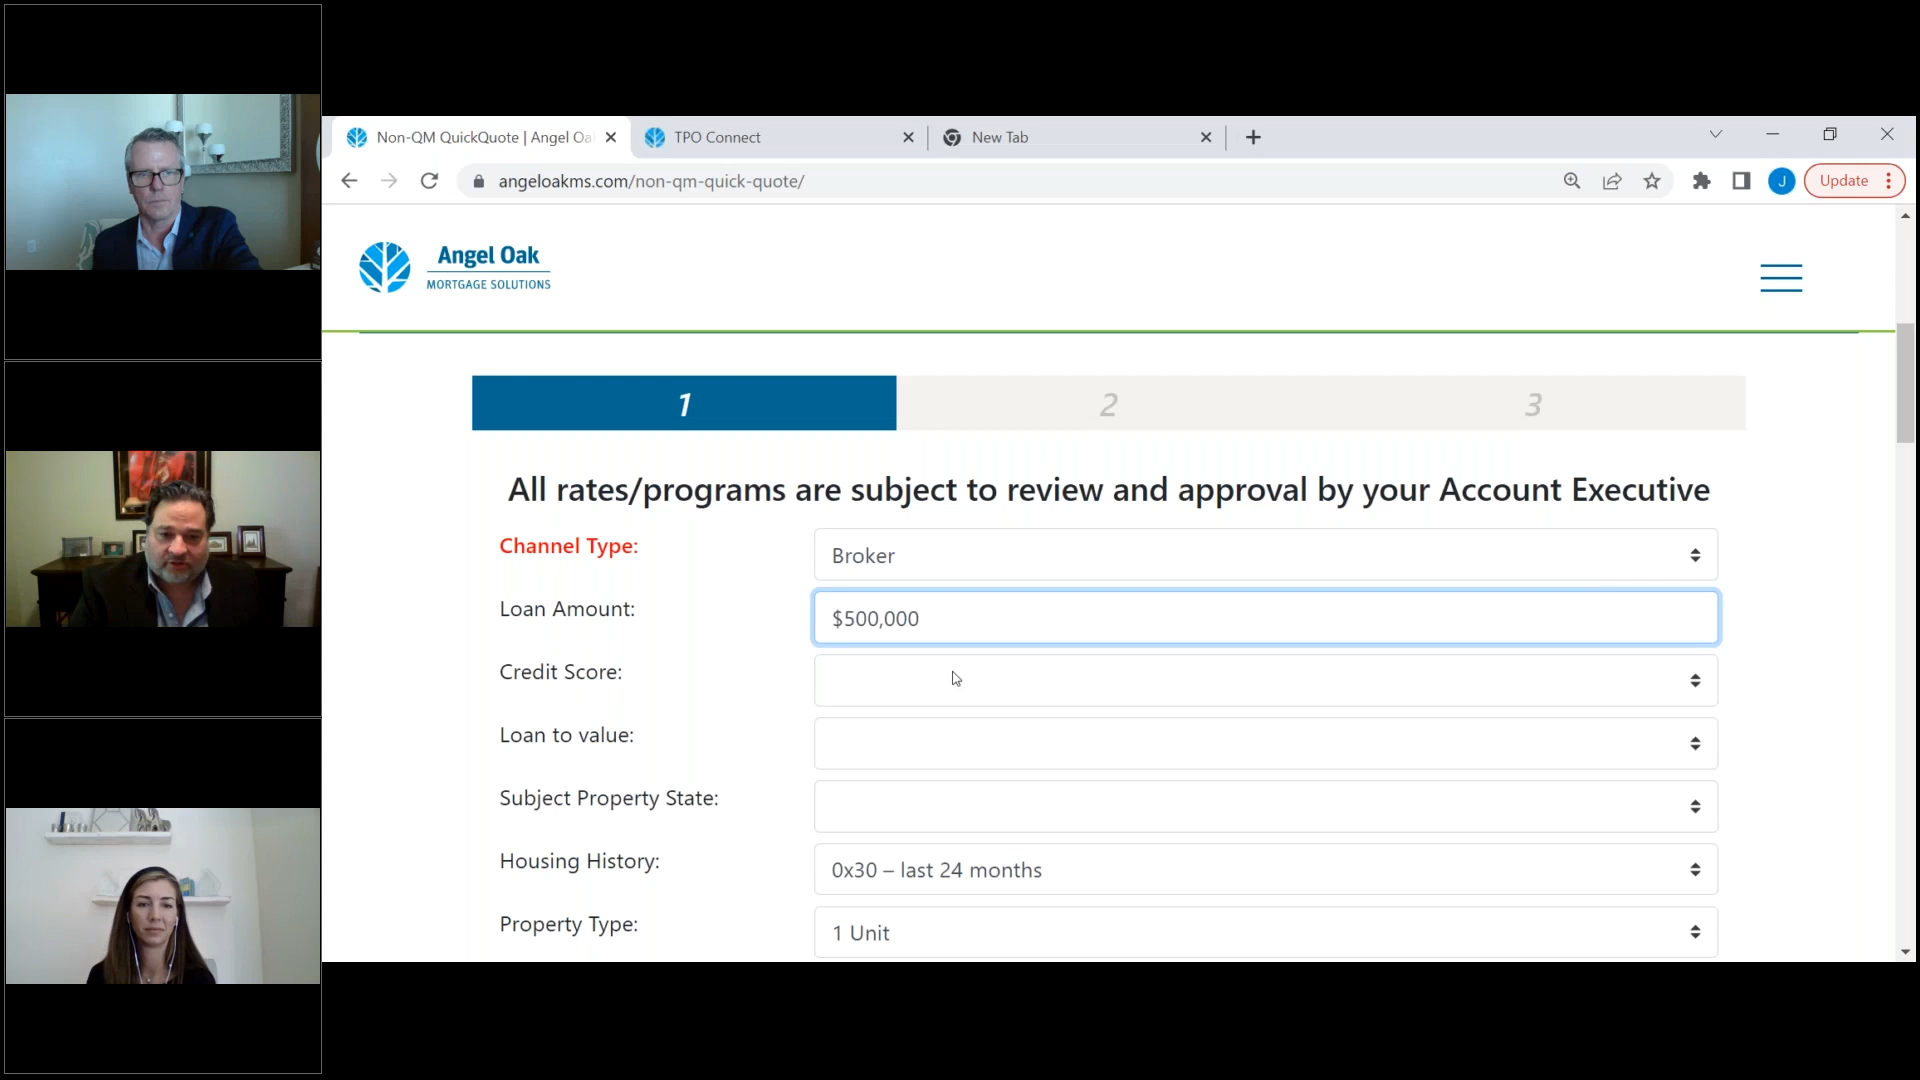 Non-QM QuickQuote | Angel Oa
TPO Connect
New Tab
angeloakms.com/non-qm-quick-quote/
J
Update
Angel Oak
MORTGAGE SOLUTIONS
1
2
3
All rates/programs are subject to review and approval by your Account Executive
Channel Type:
Broker
Loan Amount:
$500,000
Credit Score:
Loan to value:
Subject Property State:
Housing History:
0x30 – last 24 months
Property Type:
1 Unit